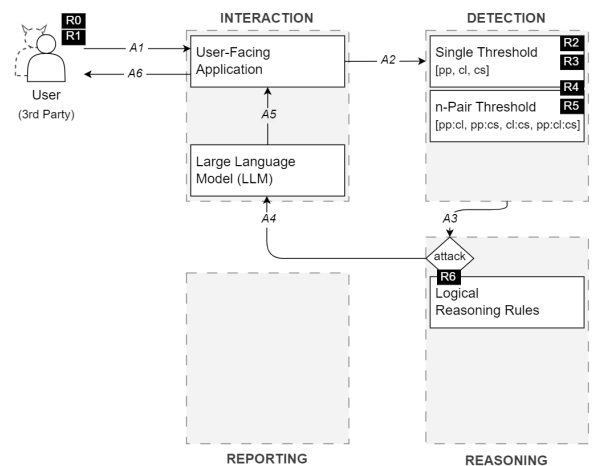 INTERACTION
DETECTION
R0
R1
A1
A6
User
(3rd Party)
User-Facing
Application
A2
Single Threshold
[pp, cl, cs]
R2
R3
R4
n-Pair Threshold
R5
[pp:cl, pp:cs, cl:cs, pp:cl:cs]
A5
Large Language
Model (LLM)
A4
A3
attack
R6
Logical
Reasoning Rules
REPORTING
REASONING